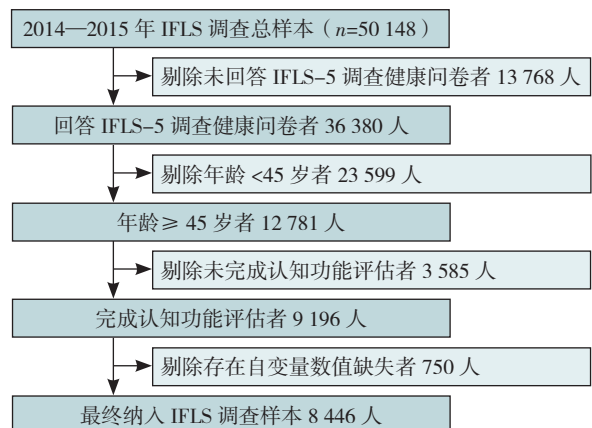 2014—2015 年 IFLS 调查总样本（n=50 148）
剔除未回答 IFLS–5 调查健康问卷者 13 768 人
回答 IFLS–5 调查健康问卷者 36 380 人
剔除年龄 <45 岁者 23 599 人
年龄≥ 45 岁者 12 781 人
剔除未完成认知功能评估者 3 585 人
完成认知功能评估者 9 196 人
剔除存在自变量数值缺失者 750 人
最终纳入 IFLS 调查样本 8 446 人